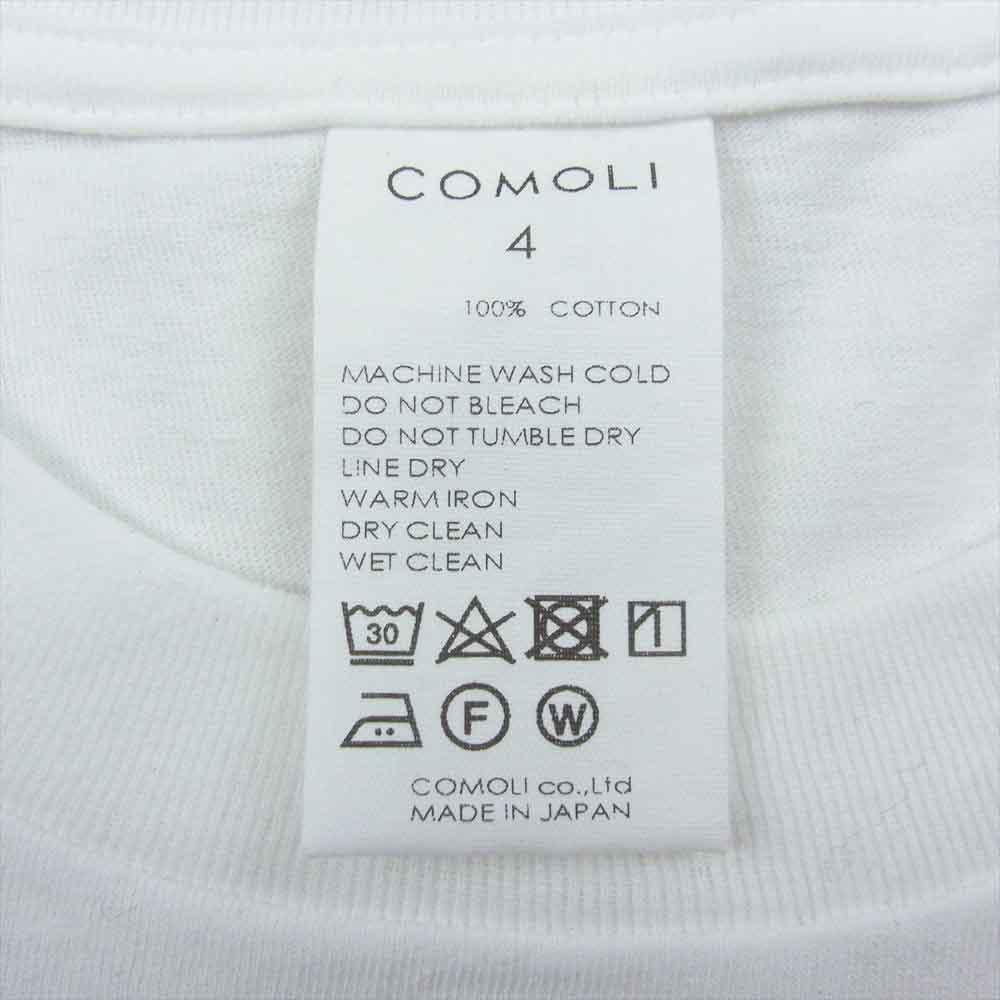 COMOLI
4
100% COTTON
MACHINE WASH COLD
DO NOT BLEACH
DO NOT TUMBLE DRY
LINE DRY
WARM IRON
DRY CLEAN
WET CLEAN
30
F W
COMOLI co.,Ltd
MADE IN JAPAN